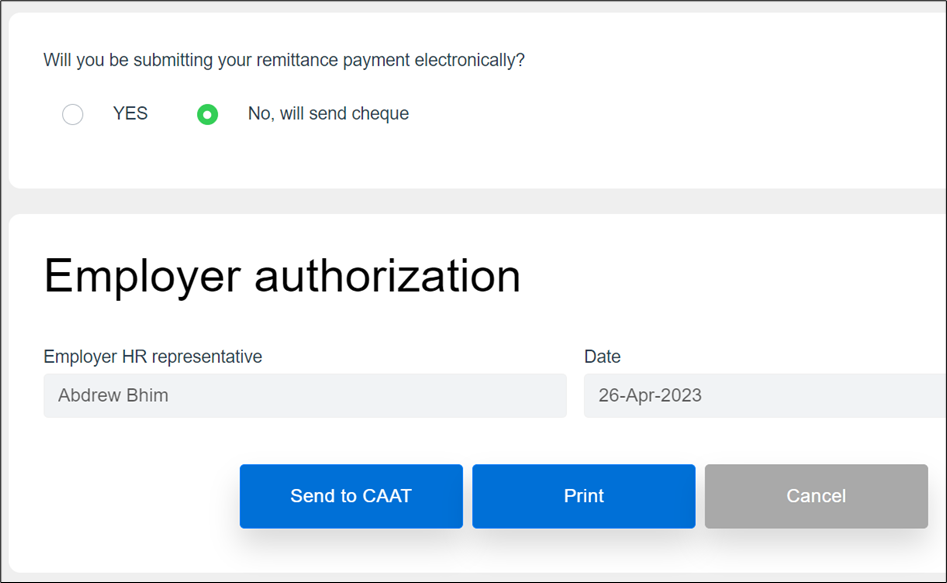 Will you be submitting your remittance payment electronically?
YES No, will send cheque
Employer authorization
Employer HR representative Date
Abdrew Bhim 26-Apr-2023
Send to CAAT Print Cancel